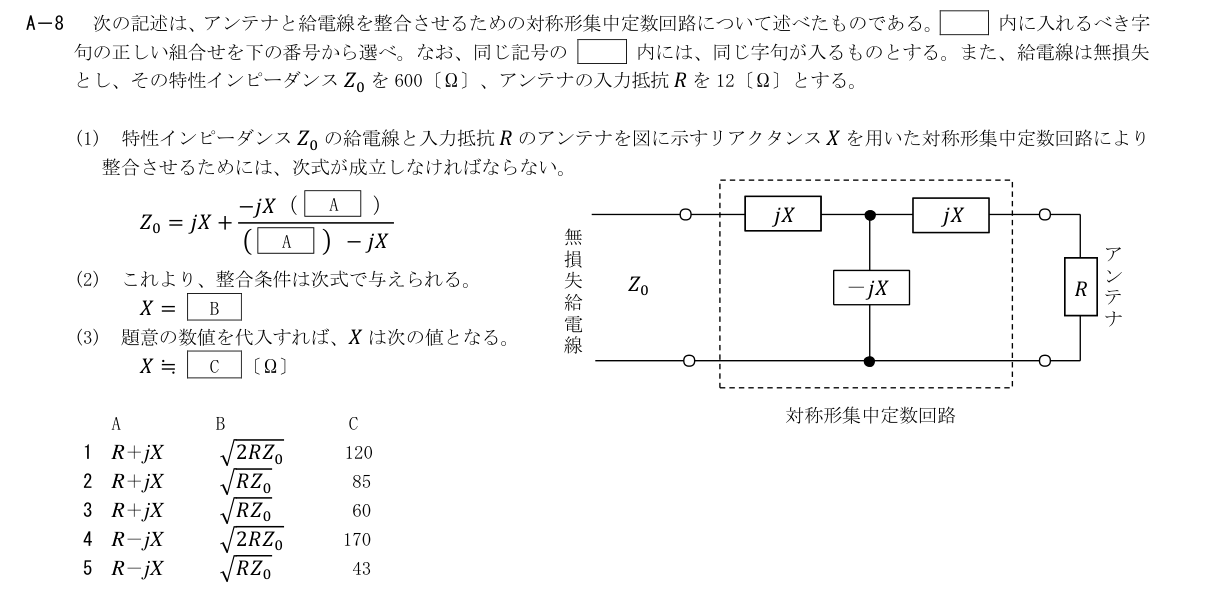 A－8 次の記述は、アンテナと給電線を整合させるための対称形集中定数回路について述べたものである。 内に入れるべき字
句の正しい組合せを下の番号から選べ。なお、同じ記号の 内には、同じ字句が入るものとする。また、給電線は無損失
とし、その特性インピーダンス Z₀ を 600〔Ω〕、アンテナの入力抵抗 R を 12〔Ω〕とする。
(1) 特性インピーダンス Z₀ の給電線と入力抵抗 R のアンテナを図に示すリアクタンス X を用いた対称形集中定数回路により
整合させるためには、次式が成立しなければならない。
Z₀ = jX + −jX ( A ) / ( A ) − jX
(2) これより、整合条件は次式で与えられる。
X = B
(3) 題意の数値を代入すれば、X は次の値となる。
X ≒ C 〔Ω〕
jX jX
−jX
Z₀
R
無損失給電線
アンテナ
対称形集中定数回路
A B C
1 R+jX √2RZ₀ 120
2 R+jX √RZ₀ 85
3 R+jX √RZ₀ 60
4 R−jX √2RZ₀ 170
5 R−jX √RZ₀ 43